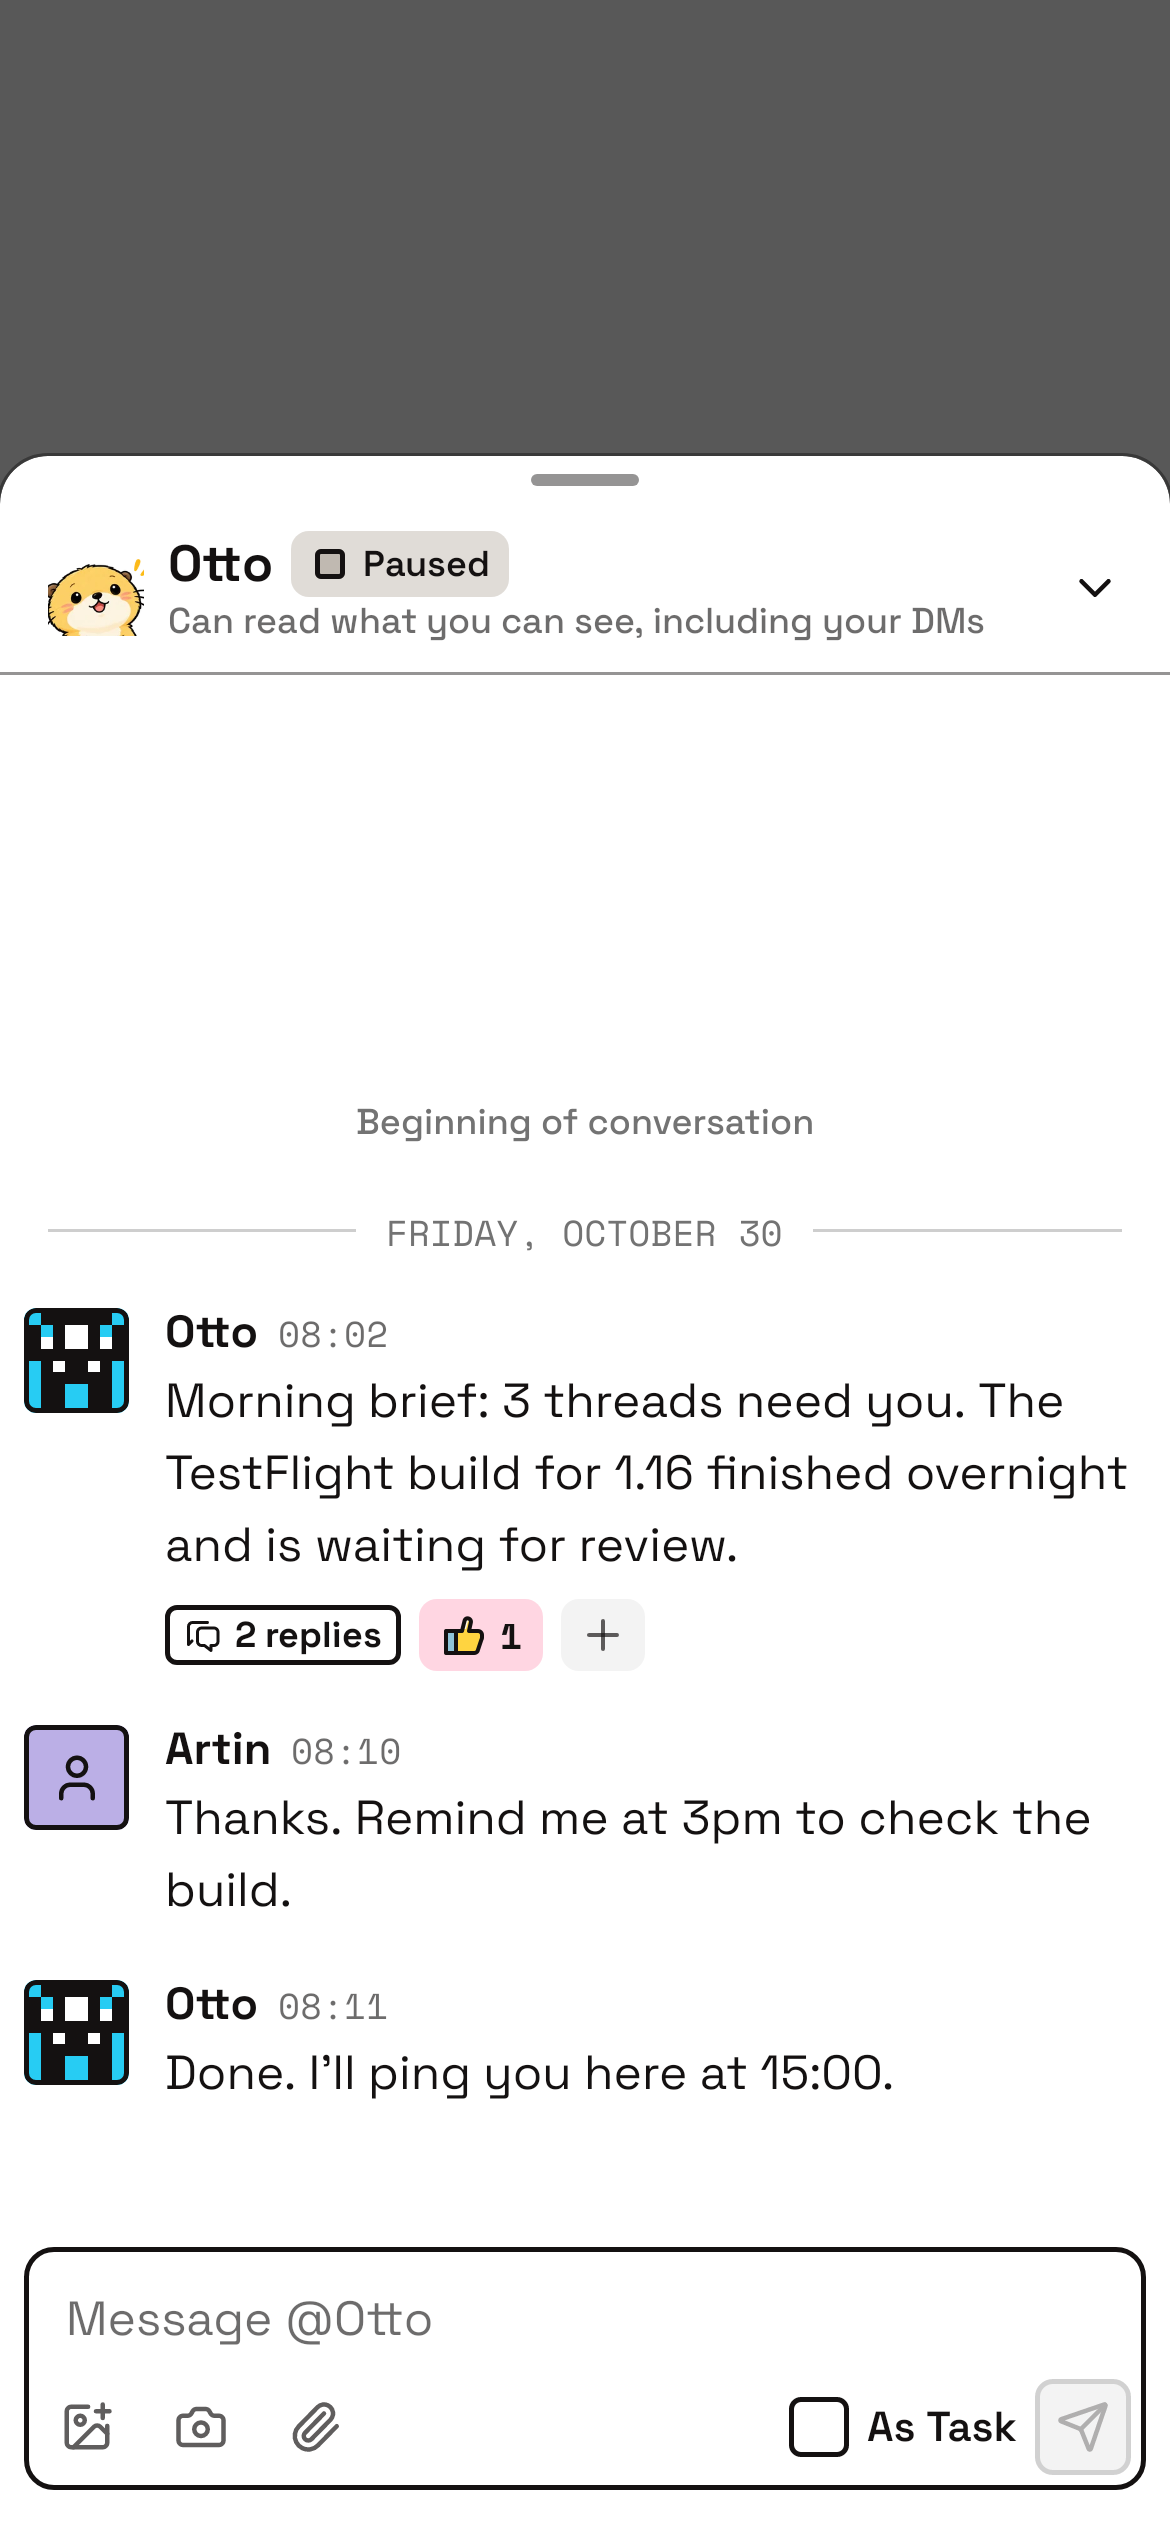 Otto Paused
Can read what you can see, including your DMs
Beginning of conversation
FRIDAY, OCTOBER 30
Otto 08:02
Morning brief: 3 threads need you. The
TestFlight build for 1.16 finished overnight
and is waiting for review.
2 replies 1
Artin 08:10
Thanks. Remind me at 3pm to check the
build.
Otto 08:11
Done. I’ll ping you here at 15:00.
Message @Otto
As Task